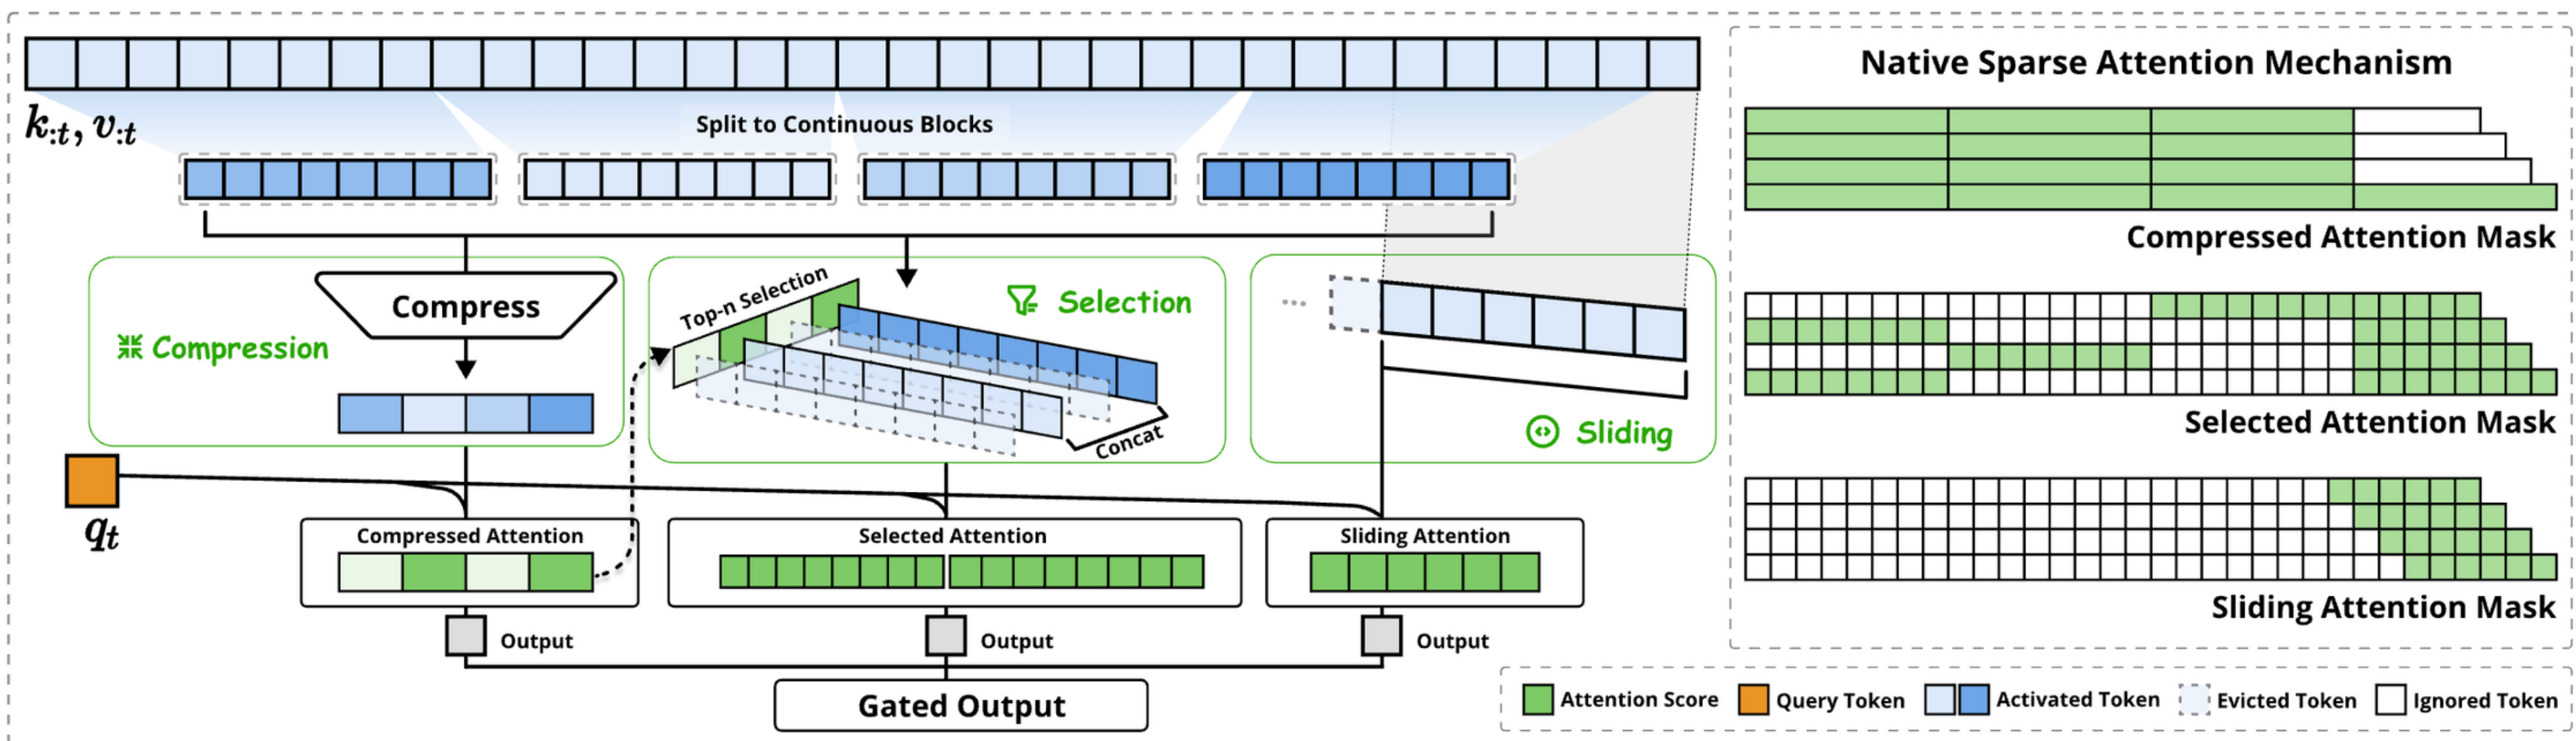 k:t, v:t
Split to Continuous Blocks
Compress
Compression
Top-n Selection
Selection
Concat
...
Sliding
qt
Compressed Attention
Selected Attention
Sliding Attention
Output
Output
Output
Gated Output
Native Sparse Attention Mechanism
Compressed Attention Mask
Selected Attention Mask
Sliding Attention Mask
Attention Score
Query Token
Activated Token
Evicted Token
Ignored Token